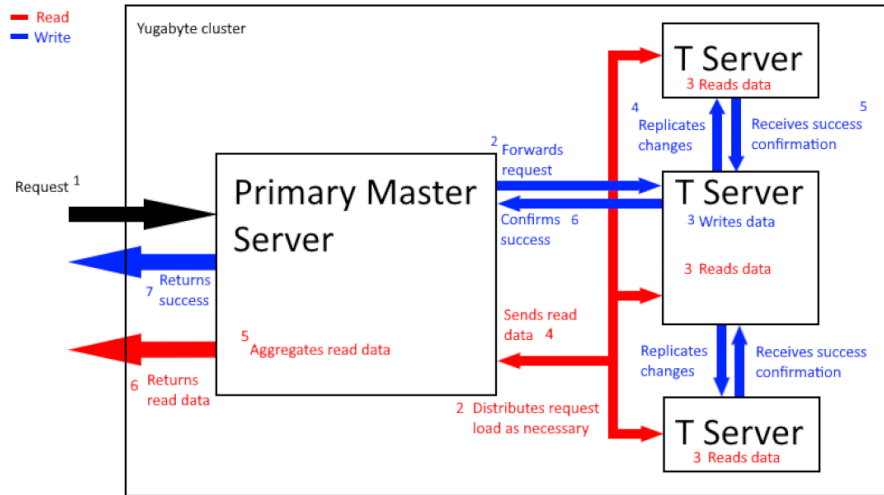 Read
Write
Yugabyte cluster
T Server
3 Reads data
4
Replicates
changes
5
Receives success
confirmation
2
Forwards
request
Request 1
Primary Master
Server
T Server
3 Writes data
Confirms 6
success
3 Reads data
7 Returns
success
Sends read
data 4
5
Aggregates read data
Replicates
changes
Receives success
confirmation
6 Returns
read data
2 Distributes request
load as necessary
T Server
3 Reads data